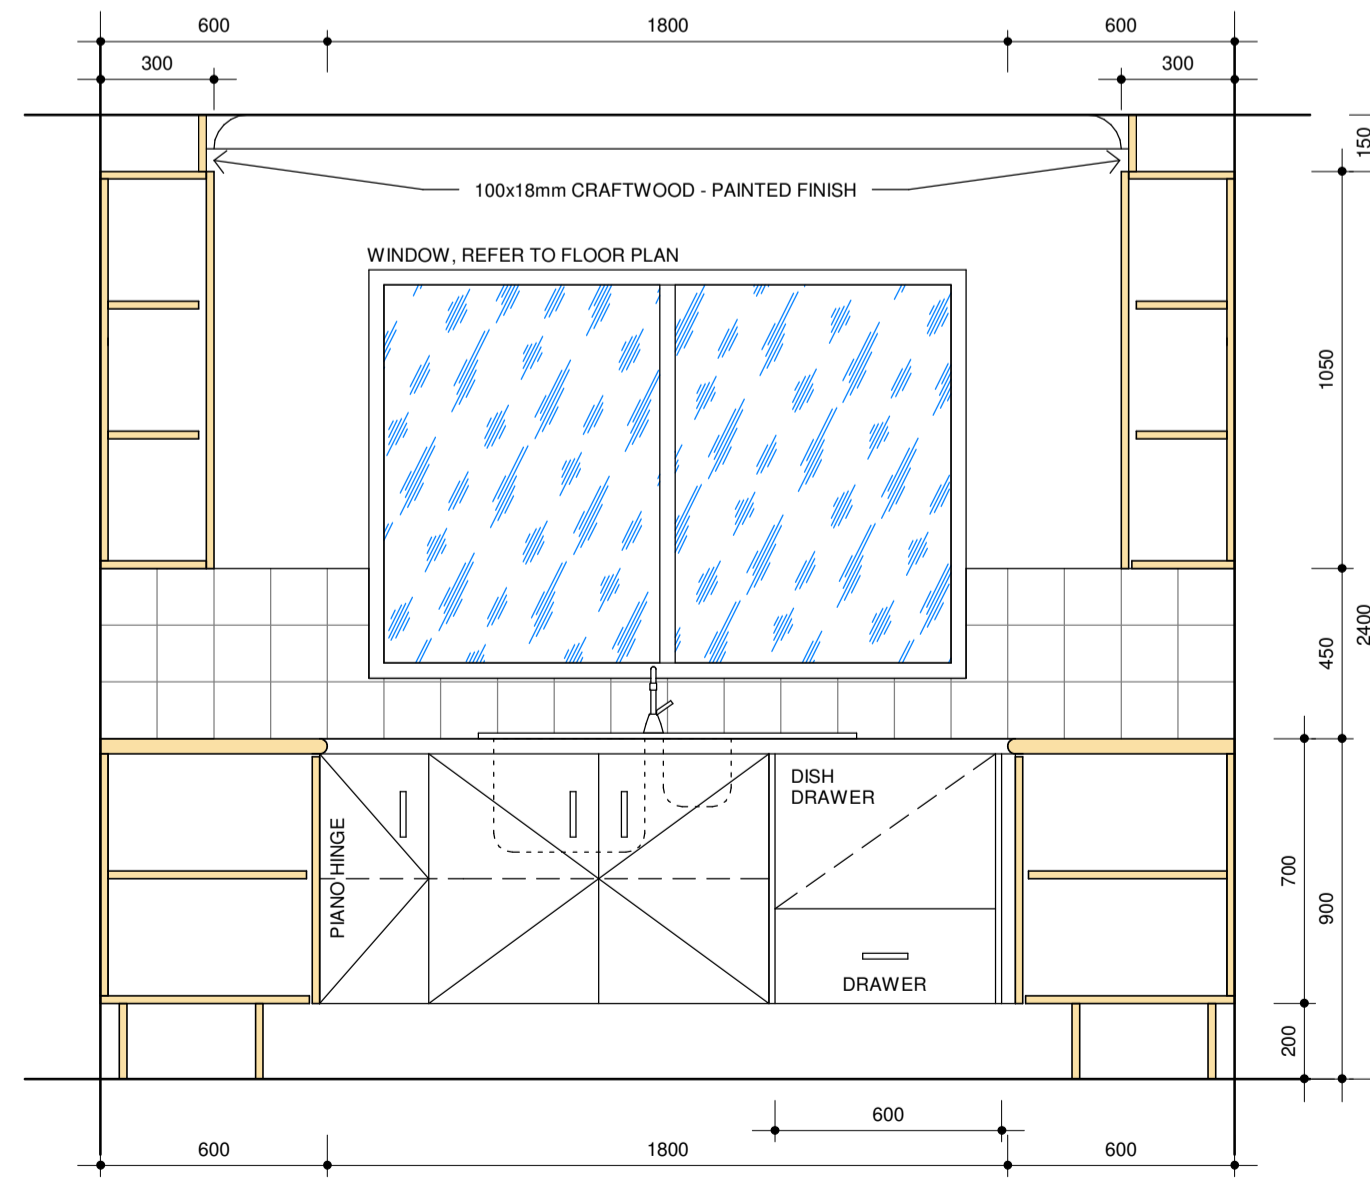 600
1800
600
300
300
150
100x18mm CRAFTWOOD - PAINTED FINISH
WINDOW, REFER TO FLOOR PLAN
1050
2400
450
DISH
DRAWER
PIANO HINGE
700
900
DRAWER
200
600
600
1800
600